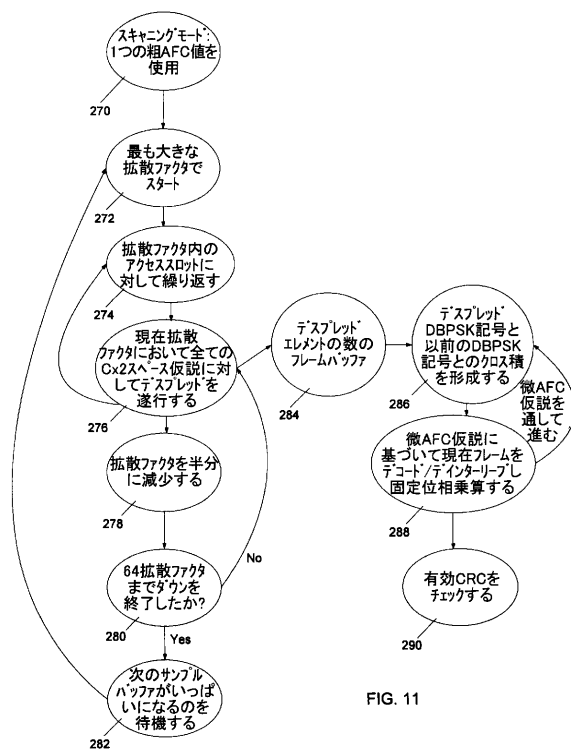 スキャニングモード:
1つの粗AFC値を
使用
270
最も大きな
拡散ファクタで
スタート
272
拡散ファクタ内の
アクセススロットに
対して繰り返す
274
現在拡散
ファクタにおいて全ての
Cx2スペース仮説に対
してデスプレッドを
遂行する
276
拡散ファクタを半分
に減少する
278
64拡散ファクタ
までダウンを
終了したか?
280
No
Yes
次のサンプル
バッファがいっぱ
いになるのを
待機する
282
デスプレッド
エレメントの数の
フレームバッファ
284
デスプレッド
DBPSK記号と
以前のDBPSK
記号とのクロス積
を形成する
286
微AFC
仮説を
通して
進む
微AFC仮説に
基づいて現在フレームを
デコード/デインターリーブし
固定位相乗算する
288
有効CRCを
チェックする
290
FIG. 11